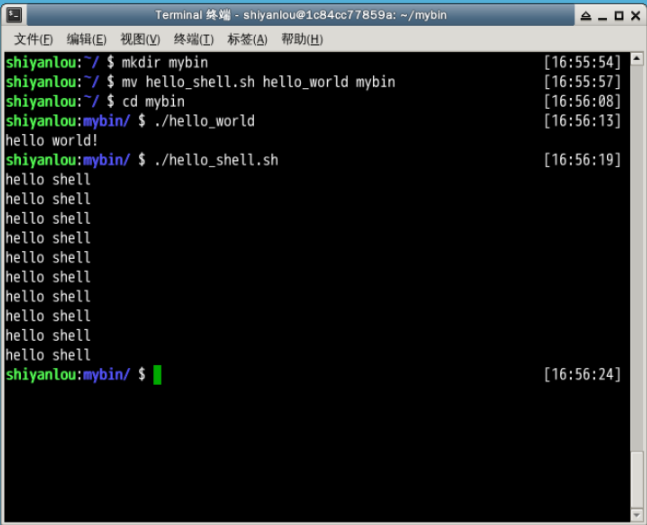 Terminal 终端 - shiyanlou@1c84cc77859a: ~/mybin
文件(F) 编辑(E) 视图(V) 终端(T) 标签(A) 帮助(H)
shiyanlou:~/ $ mkdir mybin [16:55:54]
shiyanlou:~/ $ mv hello_shell.sh hello_world mybin [16:55:57]
shiyanlou:~/ $ cd mybin [16:56:08]
shiyanlou:mybin/ $ ./hello_world [16:56:13]
hello world!
shiyanlou:mybin/ $ ./hello_shell.sh [16:56:19]
hello shell
hello shell
hello shell
hello shell
hello shell
hello shell
hello shell
hello shell
hello shell
hello shell
shiyanlou:mybin/ $ [16:56:24]